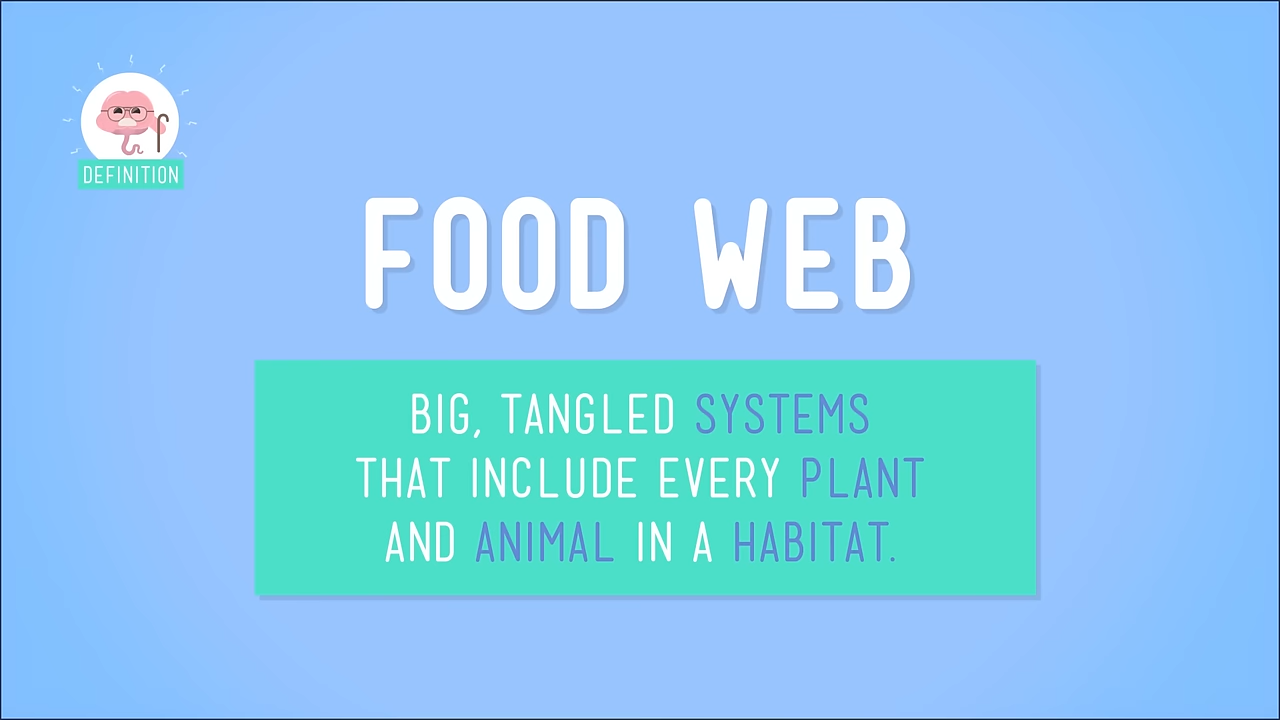 DEFINITION
FOOD WEB
BIG, TANGLED SYSTEMS
THAT INCLUDE EVERY PLANT
AND ANIMAL IN A HABITAT.